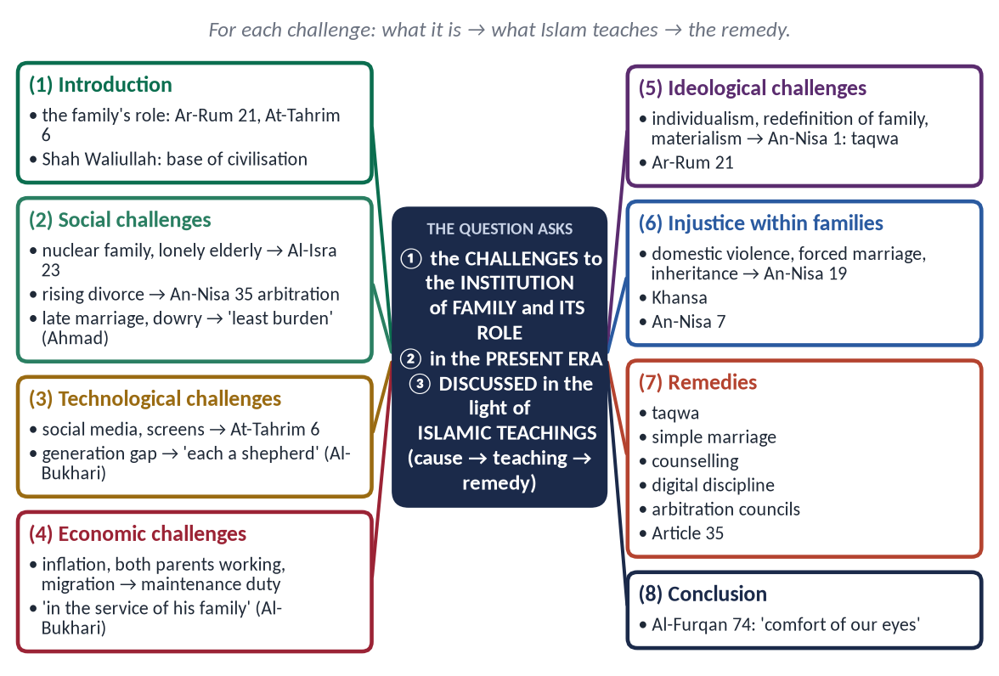 For each challenge: what it is → what Islam teaches → the remedy.
(1) Introduction
• the family's role: Ar-Rum 21, At-Tahrim
6
• Shah Waliullah: base of civilisation
(2) Social challenges
• nuclear family, lonely elderly → Al-Isra
23
• rising divorce → An-Nisa 35 arbitration
• late marriage, dowry → 'least burden'
(Ahmad)
(3) Technological challenges
• social media, screens → At-Tahrim 6
• generation gap → 'each a shepherd' (Al-
Bukhari)
(4) Economic challenges
• inflation, both parents working,
migration → maintenance duty
• 'in the service of his family' (Al-
Bukhari)
THE QUESTION ASKS
① the CHALLENGES to
the INSTITUTION
of FAMILY and ITS
ROLE
② in the PRESENT ERA
③ DISCUSSED in the
light of
ISLAMIC TEACHINGS
(cause → teaching →
remedy)
(5) Ideological challenges
• individualism, redefinition of family,
materialism → An-Nisa 1: taqwa
• Ar-Rum 21
(6) Injustice within families
• domestic violence, forced marriage,
inheritance → An-Nisa 19
• Khansa
• An-Nisa 7
(7) Remedies
• taqwa
• simple marriage
• counselling
• digital discipline
• arbitration councils
• Article 35
(8) Conclusion
• Al-Furqan 74: 'comfort of our eyes'